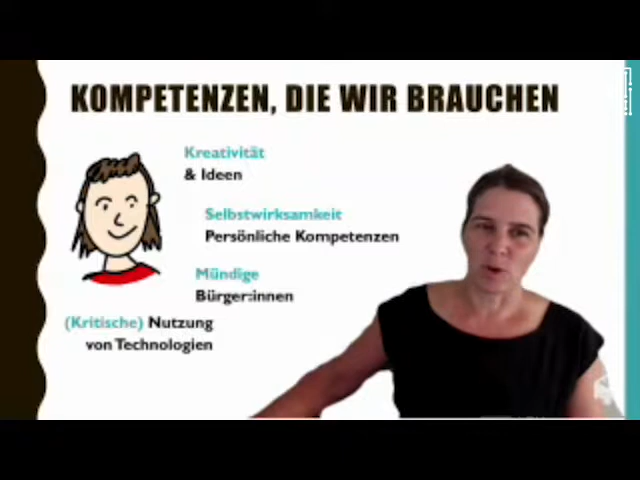 KOMPETENZEN, DIE WIR BRAUCHEN
Kreativität
& Ideen
Selbstwirksamkeit
Persönliche Kompetenzen
Mündige
Bürger:innen
(Kritische) Nutzung
von Technologien